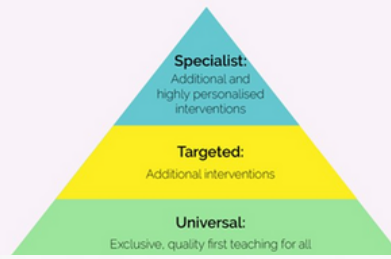 Specialist:
Additional and
highly personalised
interventions
Targeted:
Additional interventions
Universal:
Exclusive, quality first teaching for all